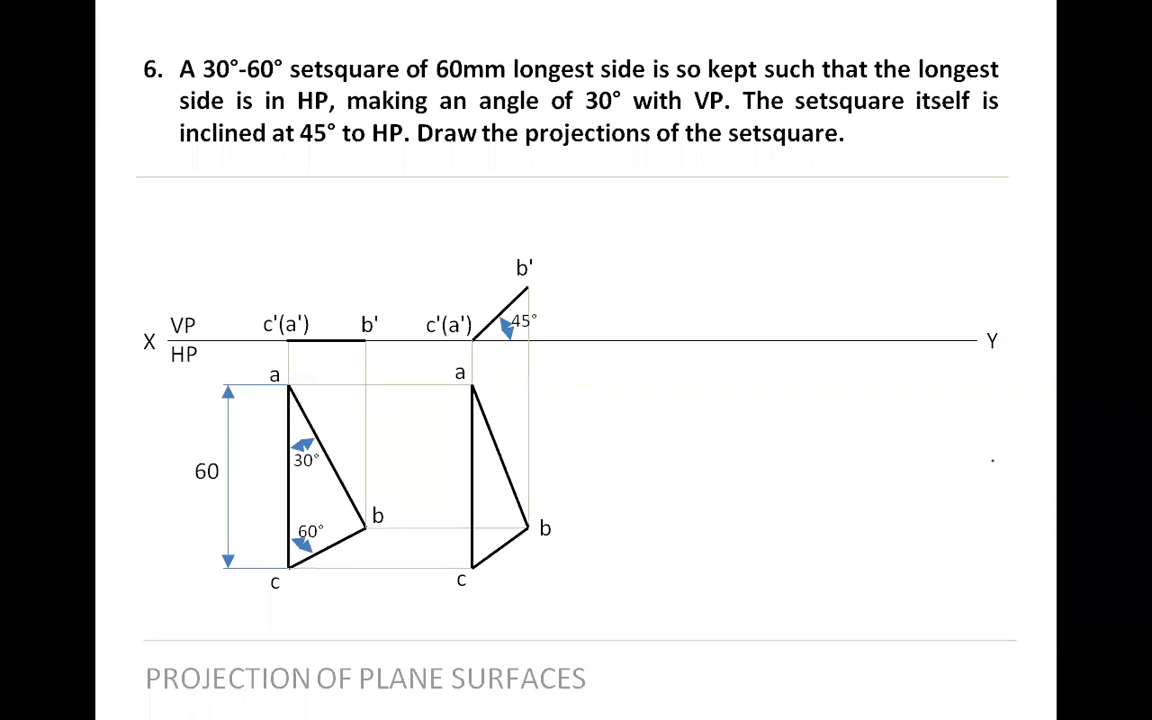 6. A 30°-60° setsquare of 60mm longest side is so kept such that the longest
side is in HP, making an angle of 30° with VP. The setsquare itself is
inclined at 45° to HP. Draw the projections of the setsquare.
b'
VP
c'(a')
b'
c'(a')
45°
X
Y
HP
a
a
30°
60
60°
b
b
c
c
PROJECTION OF PLANE SURFACES